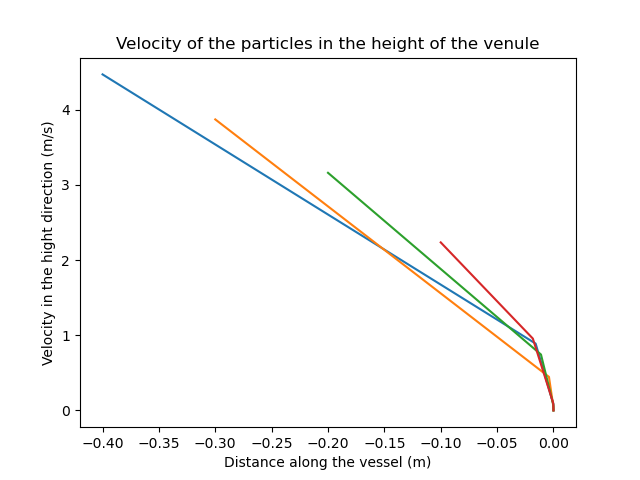 Velocity of the particles in the height of the venule
Velocity in the hight direction (m/s)
4
3
2
1
0
−0.40 −0.35 −0.30 −0.25 −0.20 −0.15 −0.10 −0.05 0.00
Distance along the vessel (m)